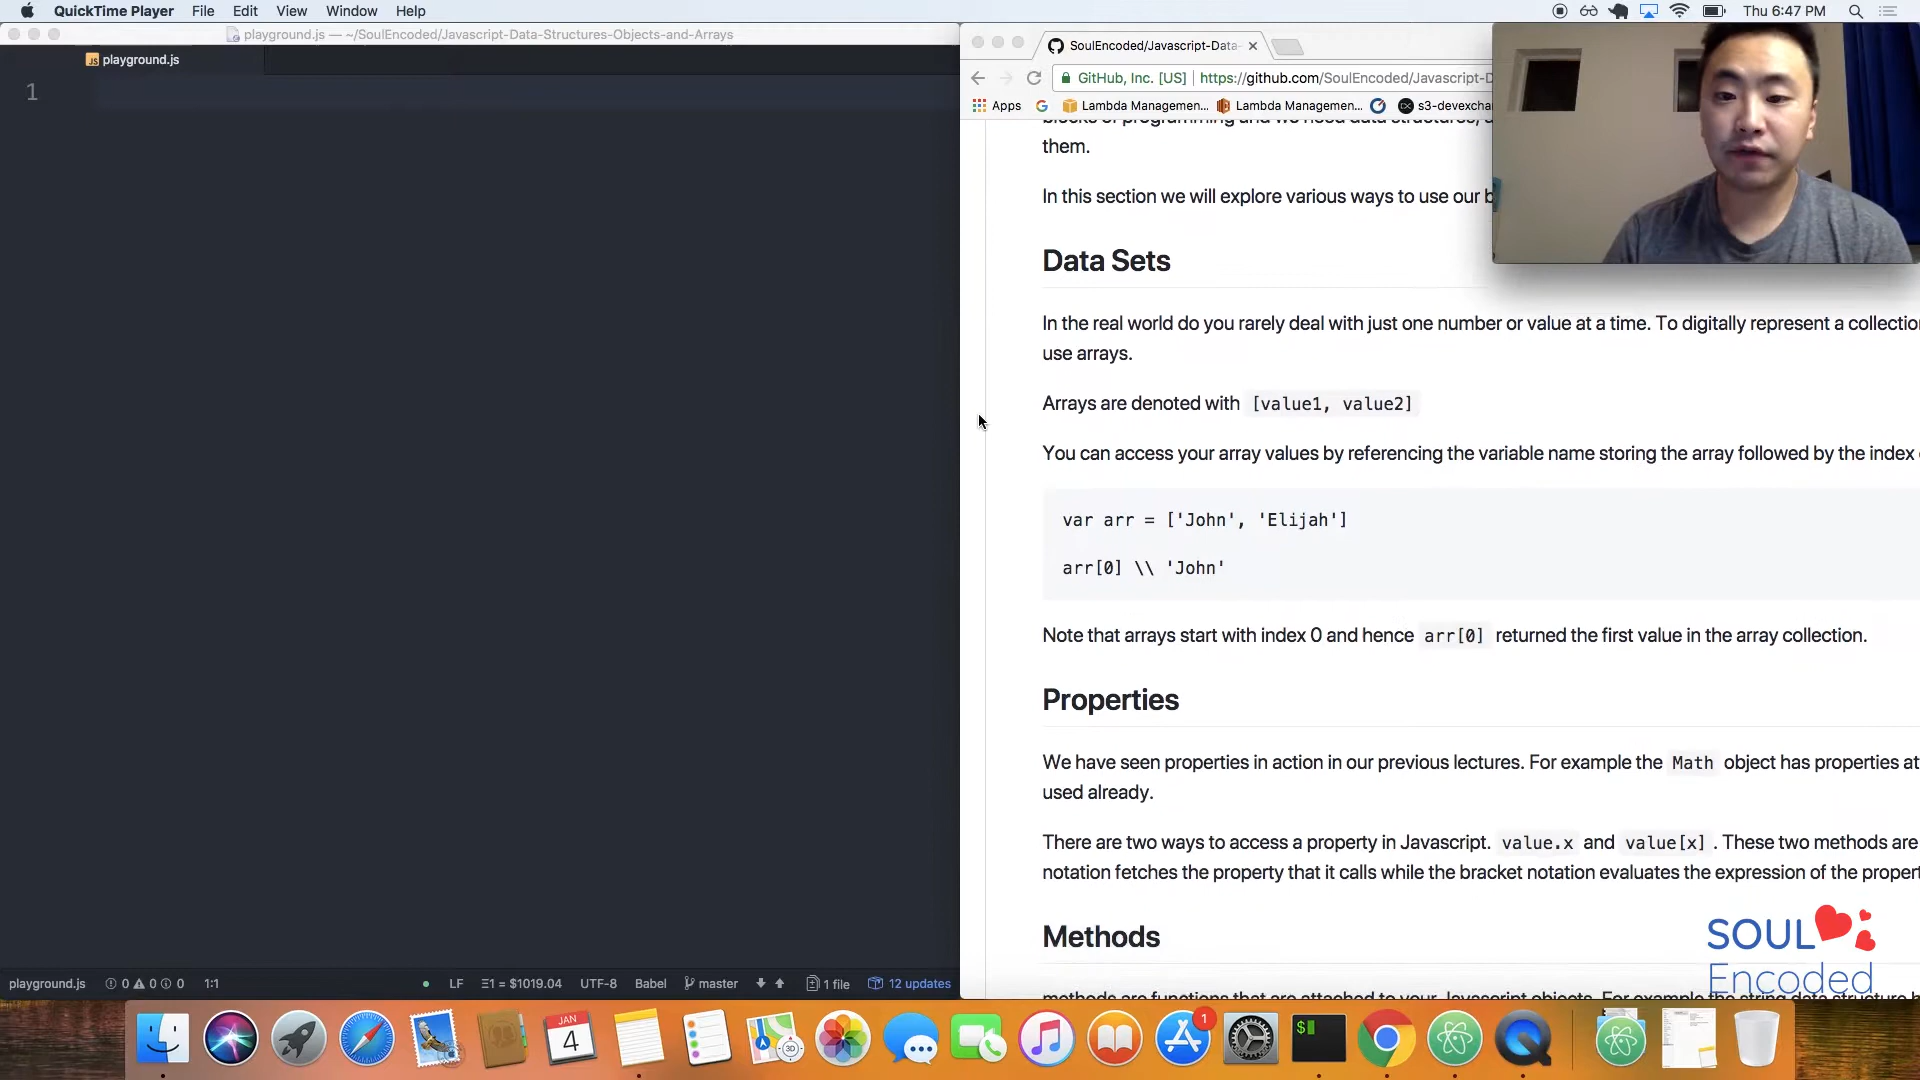 QuickTime Player File Edit View Window Help Thu 6:47 PM
playground.js — ~/SoulEncoded/Javascript-Data-Structures-Objects-and-Arrays
playground.js
1
SoulEncoded/Javascript-Data-
GitHub, Inc. [US] https://github.com/SoulEncoded/Javascript-D
Apps Lambda Managemen... Lambda Managemen... s3-devexchan
them.
In this section we will explore various ways to use our b
Data Sets
In the real world do you rarely deal with just one number or value at a time. To digitally represent a collectio
use arrays.
Arrays are denoted with [value1, value2]
You can access your array values by referencing the variable name storing the array followed by the index
var arr = ['John', 'Elijah']
arr[0] \\ 'John'
Note that arrays start with index 0 and hence arr[0] returned the first value in the array collection.
Properties
We have seen properties in action in our previous lectures. For example the Math object has properties at
used already.
There are two ways to access a property in Javascript. value.x and value[x] . These two methods are
notation fetches the property that it calls while the bracket notation evaluates the expression of the propert
Methods
SOUL
Encoded
playground.js 0 0 0 1:1 LF Ξ1 = $1019.04 UTF-8 Babel master 1 file 12 updates
JAN
4
3D
1
$